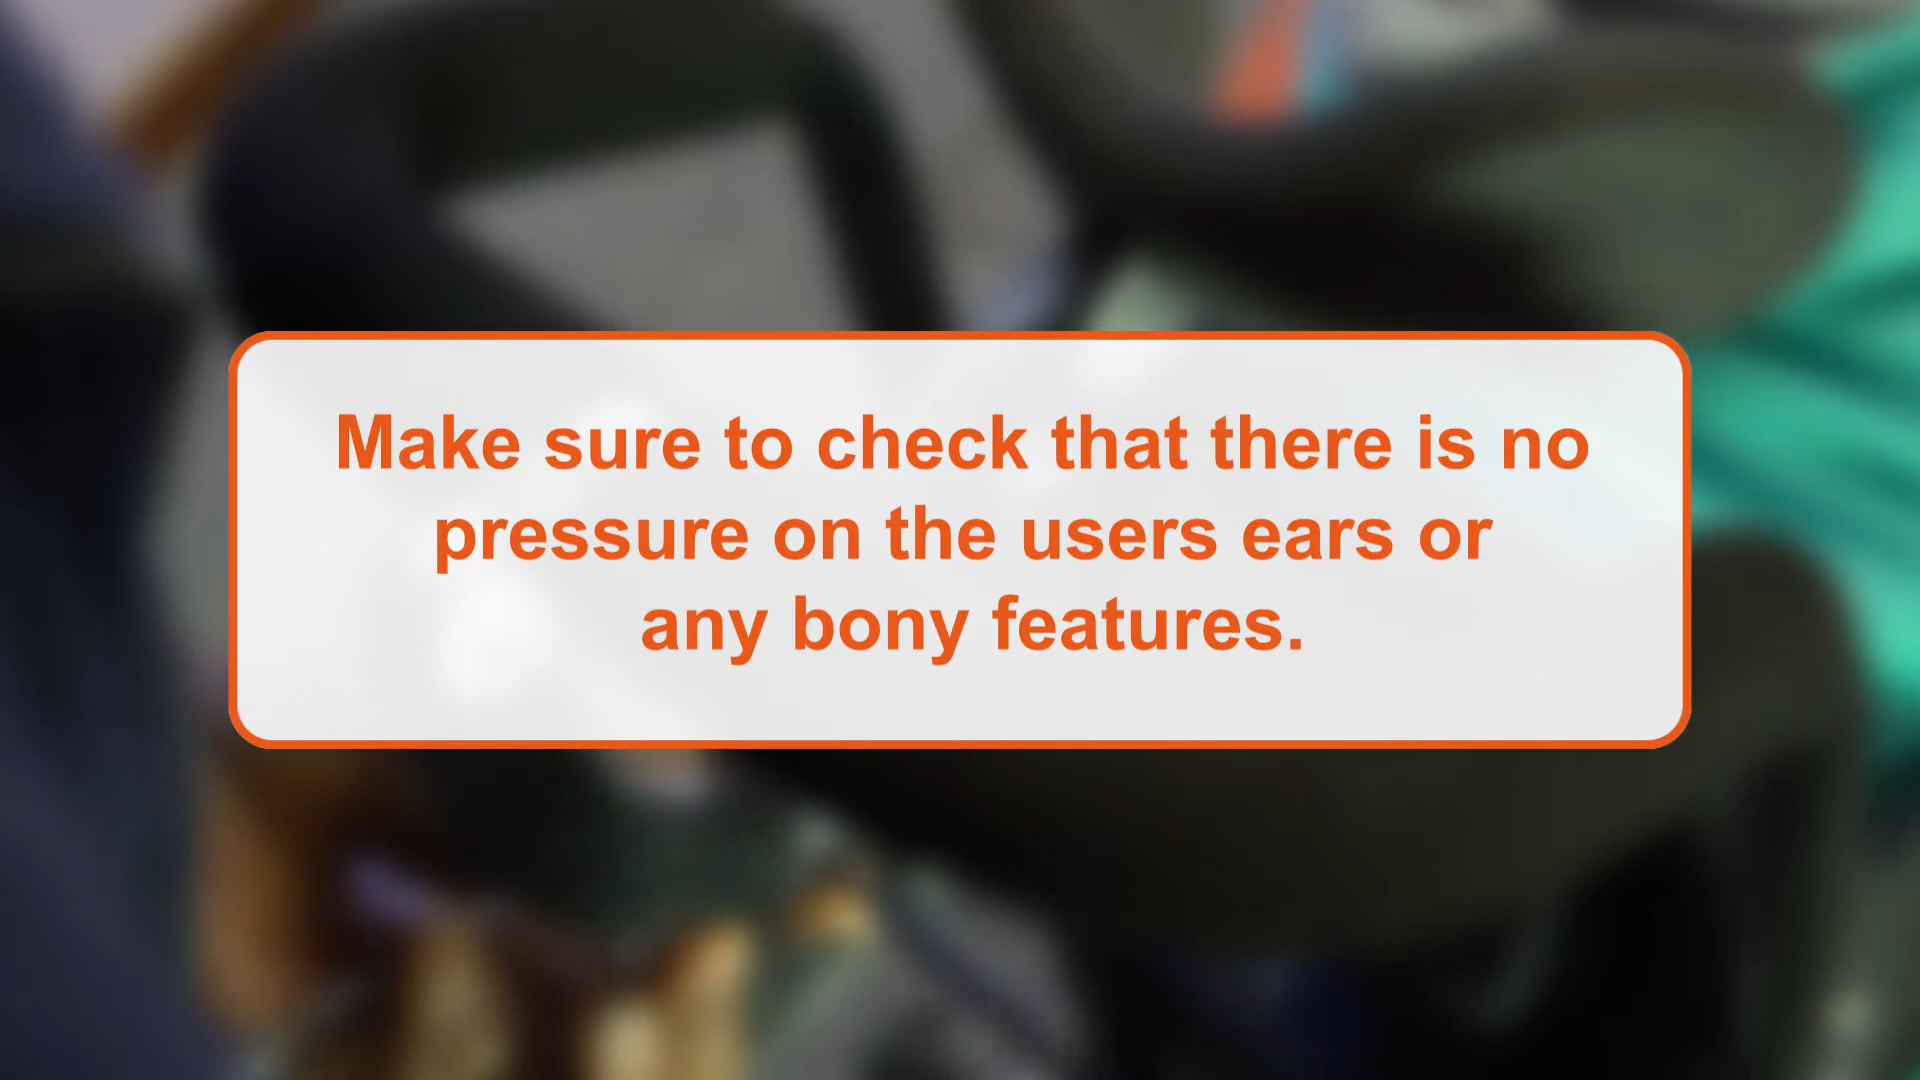 Make sure to check that there is no
pressure on the users ears or
any bony features.